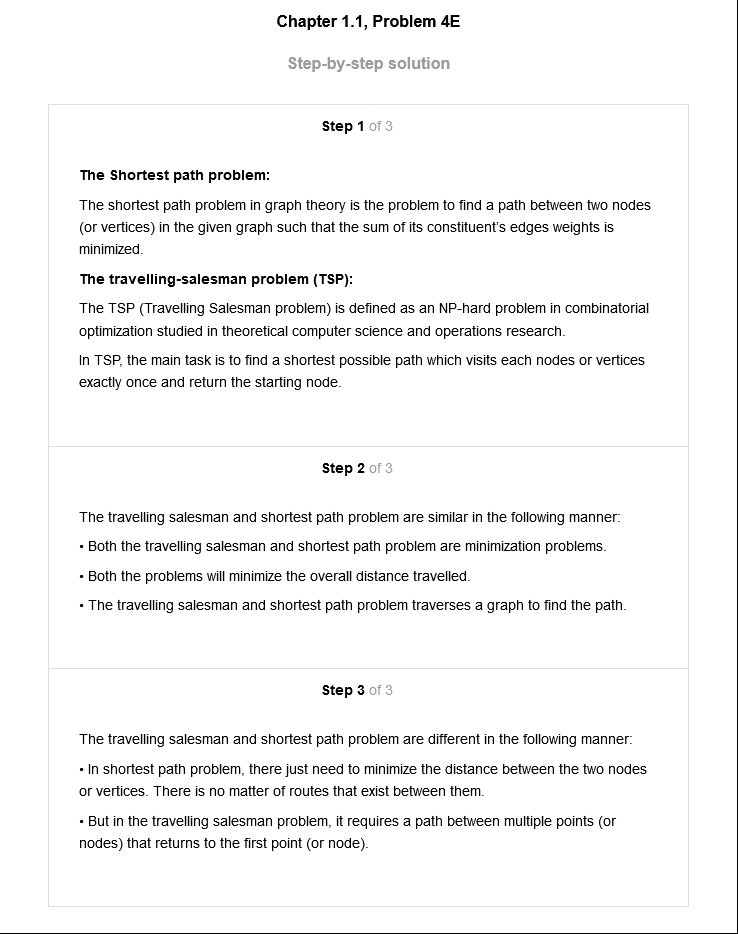 Chapter 1.1, Problem 4E
Step-by-step solution
Step 1 of 3
The Shortest path problem:
The shortest path problem in graph theory is the problem to find a path between two nodes
(or vertices) in the given graph such that the sum of its constituent's edges weights is
minimized.
The travelling-salesman problem (TSP):
The TSP (Travelling Salesman problem) is defined as an NP-hard problem in combinatorial
optimization studied in theoretical computer science and operations research.
In TSP, the main task is to find a shortest possible path which visits each nodes or vertices
exactly once and return the starting node.
Step 2 of 3
The travelling salesman and shortest path problem are similar in the following manner:
• Both the travelling salesman and shortest path problem are minimization problems.
• Both the problems will minimize the overall distance travelled.
• The travelling salesman and shortest path problem traverses a graph to find the path.
Step 3 of 3
The travelling salesman and shortest path problem are different in the following manner:
• In shortest path problem, there just need to minimize the distance between the two nodes
or vertices. There is no matter of routes that exist between them.
• But in the travelling salesman problem, it requires a path between multiple points (or
nodes) that returns to the first point (or node).